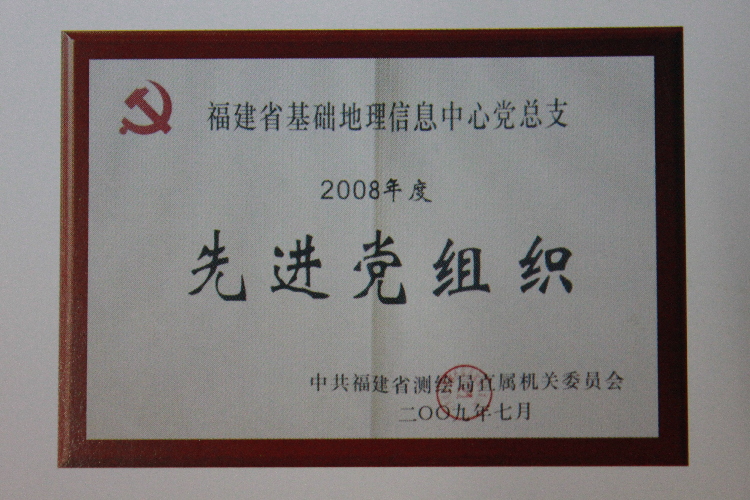 福建省基础地理信息中心党总支
2008年度
先进党组织
中共福建省测绘局直属机关委员会
二〇〇九年七月